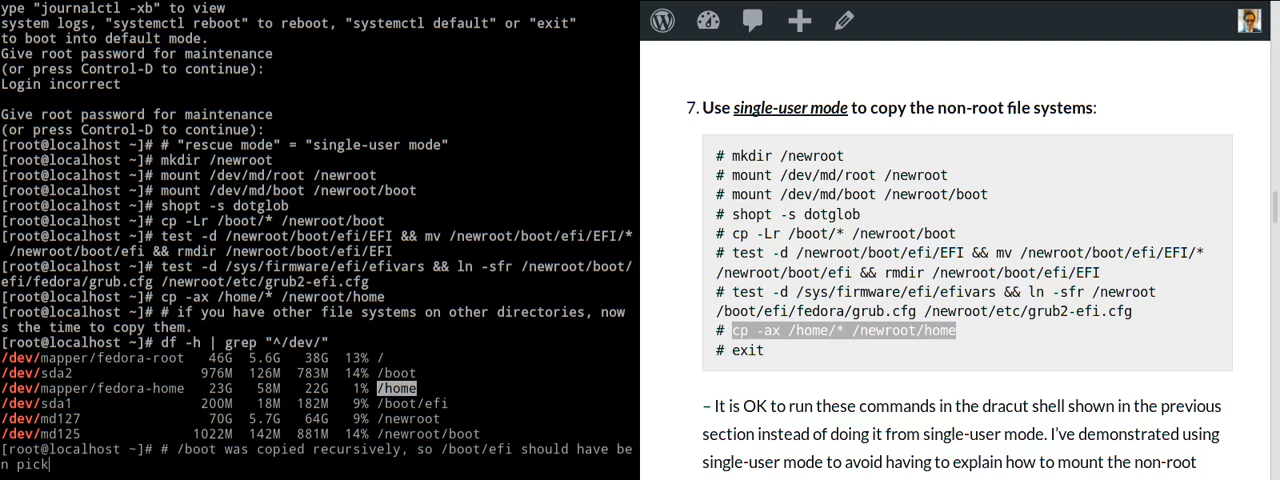 ype "journalctl -xb" to view
system logs, "systemctl reboot" to reboot, "systemctl default" or "exit"
to boot into default mode.
Give root password for maintenance
(or press Control-D to continue):
Login incorrect
Give root password for maintenance
(or press Control-D to continue):
[root@localhost ~]# # "rescue mode" = "single-user mode"
[root@localhost ~]# mkdir /newroot
[root@localhost ~]# mount /dev/md/root /newroot
[root@localhost ~]# mount /dev/md/boot /newroot/boot
[root@localhost ~]# shopt -s dotglob
[root@localhost ~]# cp -Lr /boot/* /newroot/boot
[root@localhost ~]# test -d /newroot/boot/efi/EFI && mv /newroot/boot/efi/EFI/*
/newroot/boot/efi && rmdir /newroot/boot/efi/EFI
[root@localhost ~]# test -d /sys/firmware/efi/efivars && ln -sfr /newroot/boot/
efi/fedora/grub.cfg /newroot/etc/grub2-efi.cfg
[root@localhost ~]# cp -ax /home/* /newroot/home
[root@localhost ~]# # if you have other file systems on other directories, now
s the time to copy them.
[root@localhost ~]# df -h | grep "^/dev/"
/dev/mapper/fedora-root 46G 5.6G 38G 13% /
/dev/sda2 976M 126M 783M 14% /boot
/dev/mapper/fedora-home 23G 58M 22G 1% /home
/dev/sda1 200M 18M 182M 9% /boot/efi
/dev/md127 70G 5.7G 64G 9% /newroot
/dev/md125 1022M 142M 881M 14% /newroot/boot
[root@localhost ~]# # /boot was copied recursively, so /boot/efi should have be
n pick
7. Use single-user mode to copy the non-root file systems:
# mkdir /newroot
# mount /dev/md/root /newroot
# mount /dev/md/boot /newroot/boot
# shopt -s dotglob
# cp -Lr /boot/* /newroot/boot
# test -d /newroot/boot/efi/EFI && mv /newroot/boot/efi/EFI/*
/newroot/boot/efi && rmdir /newroot/boot/efi/EFI
# test -d /sys/firmware/efi/efivars && ln -sfr /newroot
/boot/efi/fedora/grub.cfg /newroot/etc/grub2-efi.cfg
# cp -ax /home/* /newroot/home
# exit
– It is OK to run these commands in the dracut shell shown in the previous
section instead of doing it from single-user mode. I've demonstrated using
single-user mode to avoid having to explain how to mount the non-root